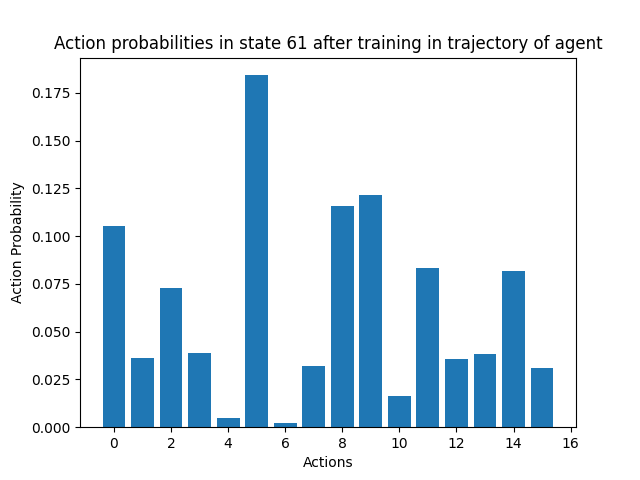 Action probabilities in state 61 after training in trajectory of agent
0.175
0.150
0.125
0.100
0.075
0.050
0.025
0.000
Action Probability
0 2 4 6 8 10 12 14 16
Actions